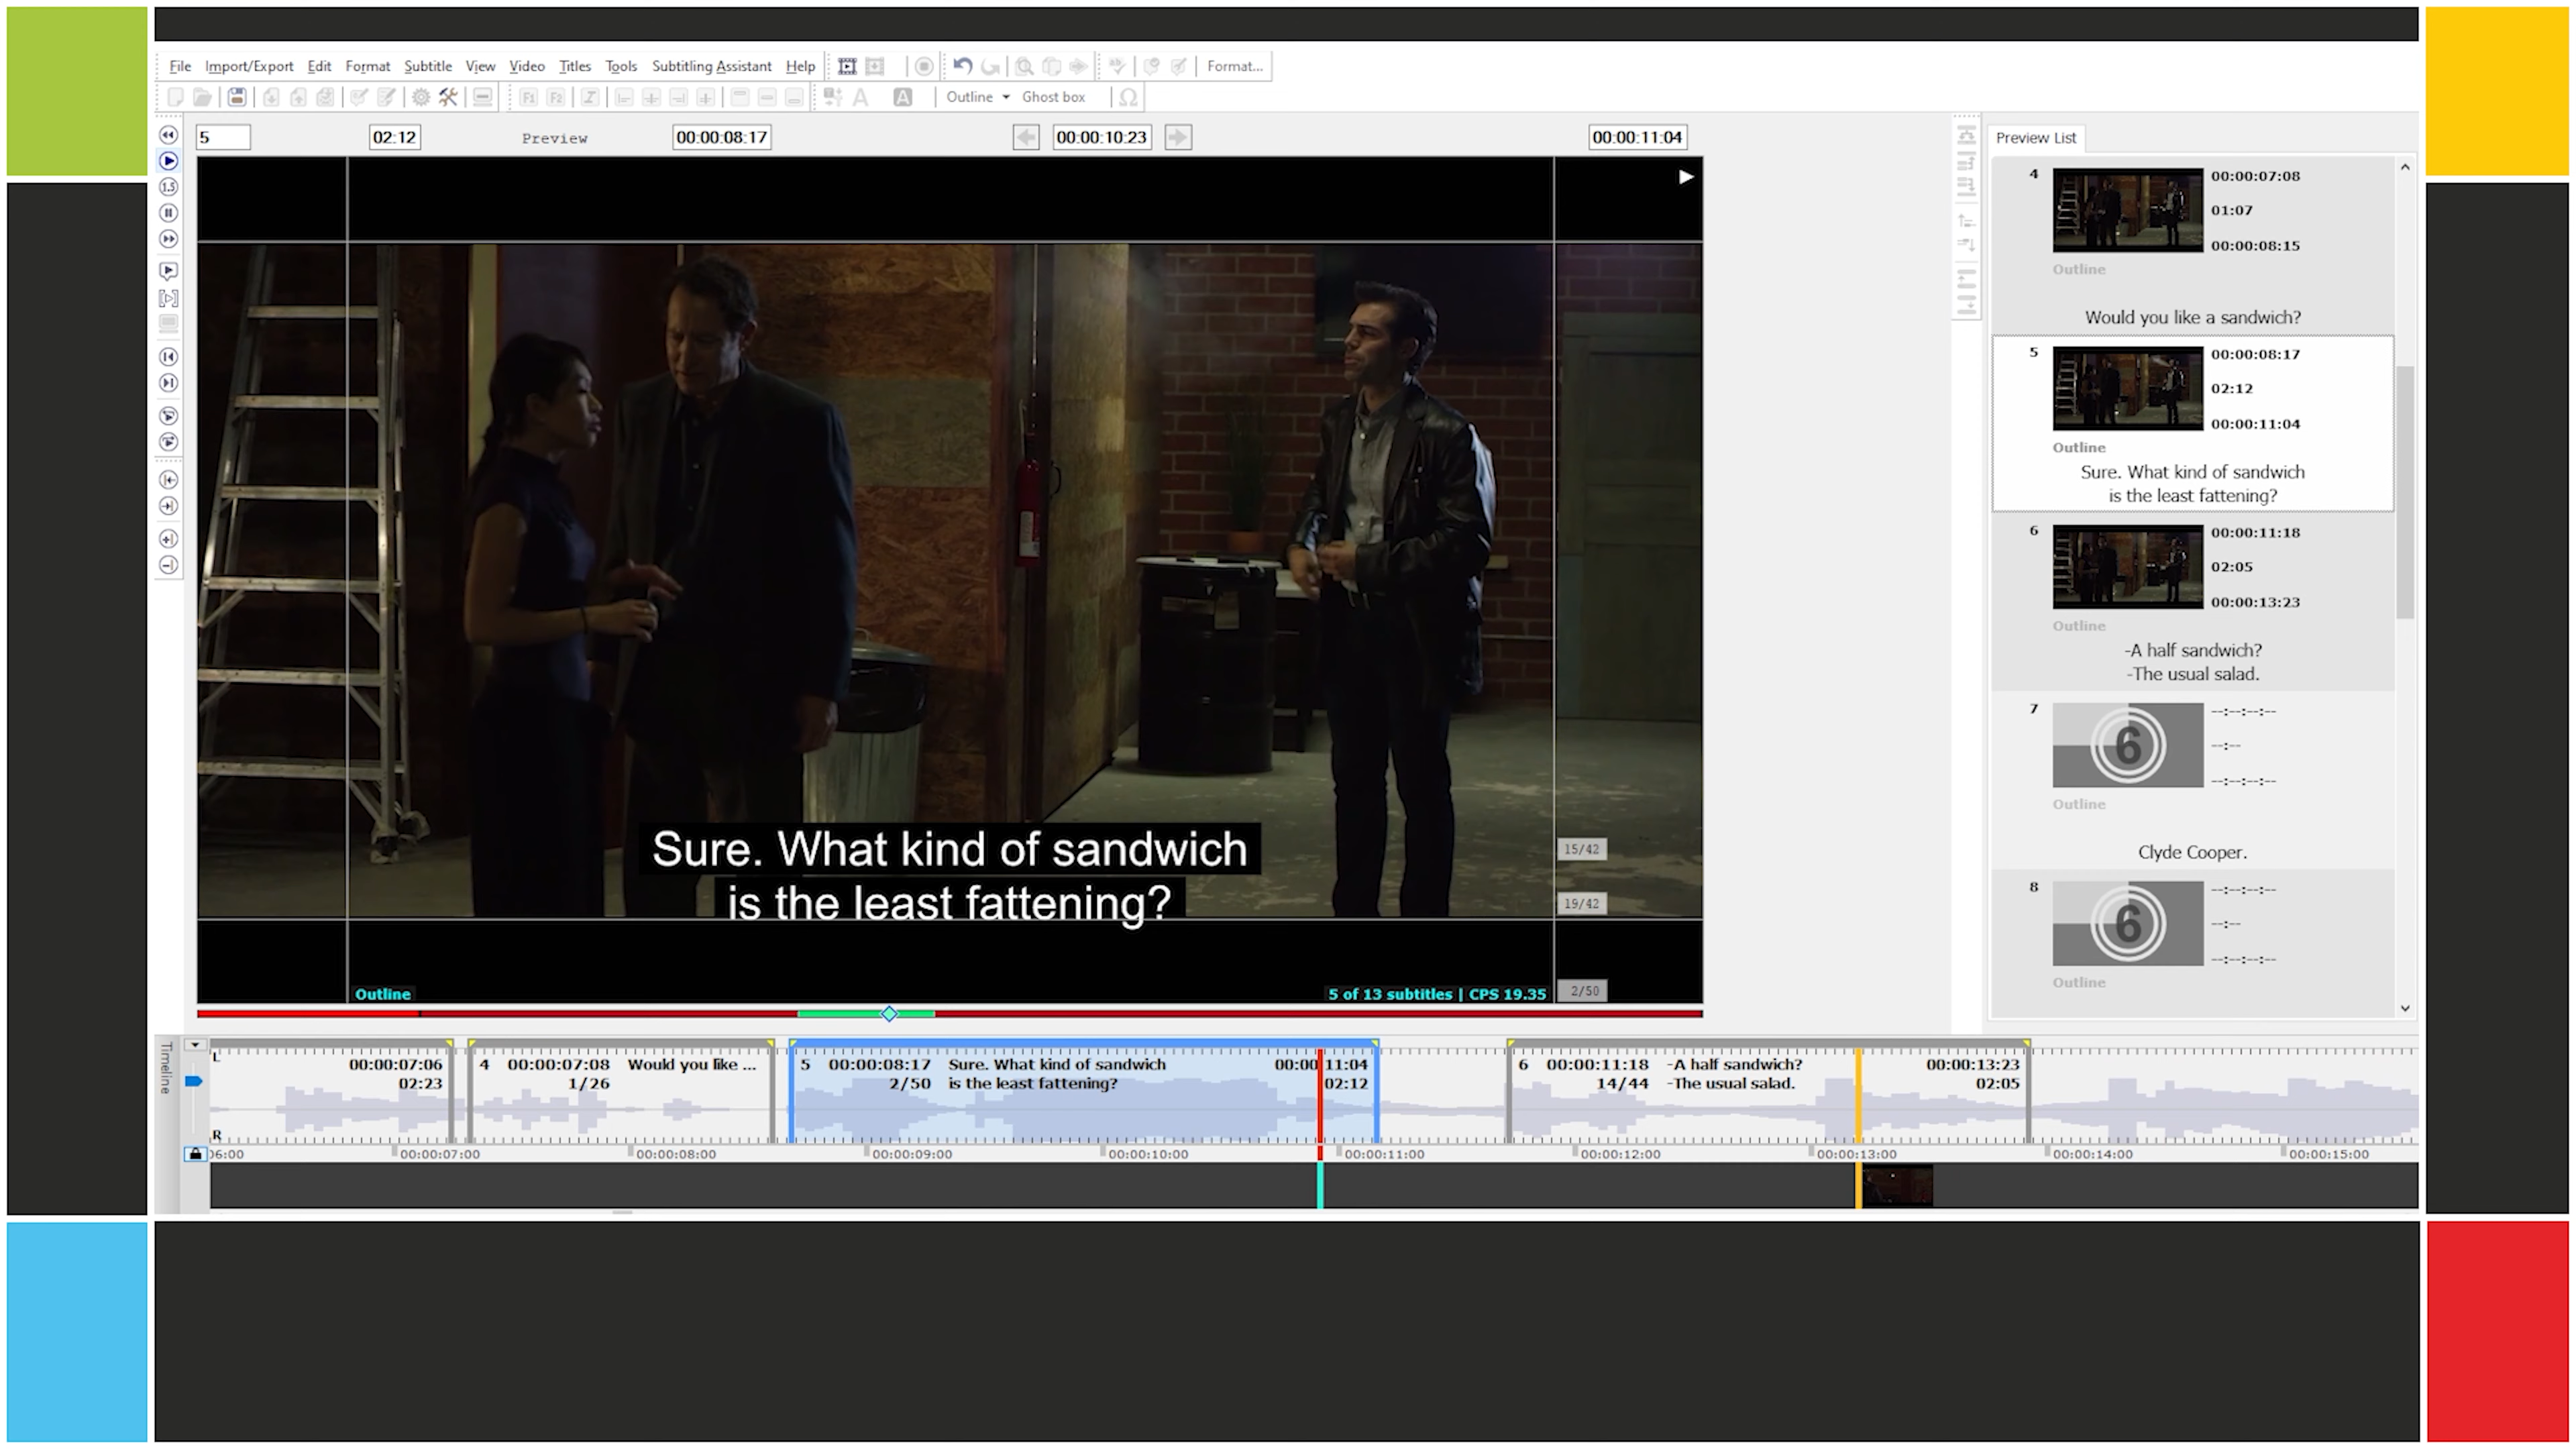 File Import/Export Edit Format Subtitle View Video Titles Tools Subtitling Assistant Help Format...
F1 F2 I A A Outline Ghost box Ω
5 02:12 Preview 00:00:08:17 00:00:10:23 00:00:11:04
1.5
Sure. What kind of sandwich
is the least fattening?
15/42
19/42
2/50
Outline
5 of 13 subtitles | CPS 19.35
Preview List
4
00:00:07:08
01:07
00:00:08:15
Outline
Would you like a sandwich?
5
00:00:08:17
02:12
00:00:11:04
Outline
Sure. What kind of sandwich
is the least fattening?
6
00:00:11:18
02:05
00:00:13:23
Outline
-A half sandwich?
-The usual salad.
7
6
--:--:--:--
--:--
--:--:--:--
Outline
Clyde Cooper.
8
6
--:--:--:--
--:--
--:--:--:--
Outline
Timeline
L
R
00:00:07:06
02:23
4 00:00:07:08 Would you like ...
1/26
5 00:00:08:17 Sure. What kind of sandwich 00:00:11:04
2/50 is the least fattening? 02:12
6 00:00:11:18 -A half sandwich? 00:00:13:23
14/44 -The usual salad. 02:05
06:00 00:00:07:00 00:00:08:00 00:00:09:00 00:00:10:00 00:00:11:00 00:00:12:00 00:00:13:00 00:00:14:00 00:00:15:00